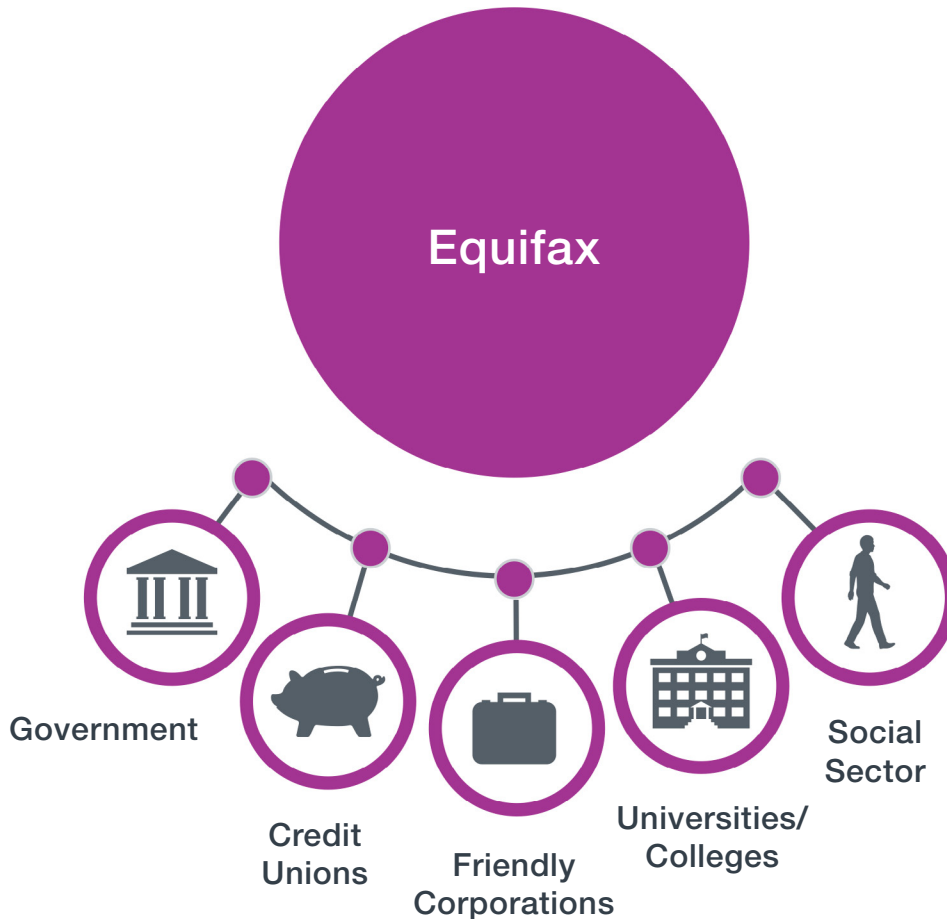 Equifax
Government
Credit
Unions
Friendly
Corporations
Universities/
Colleges
Social
Sector